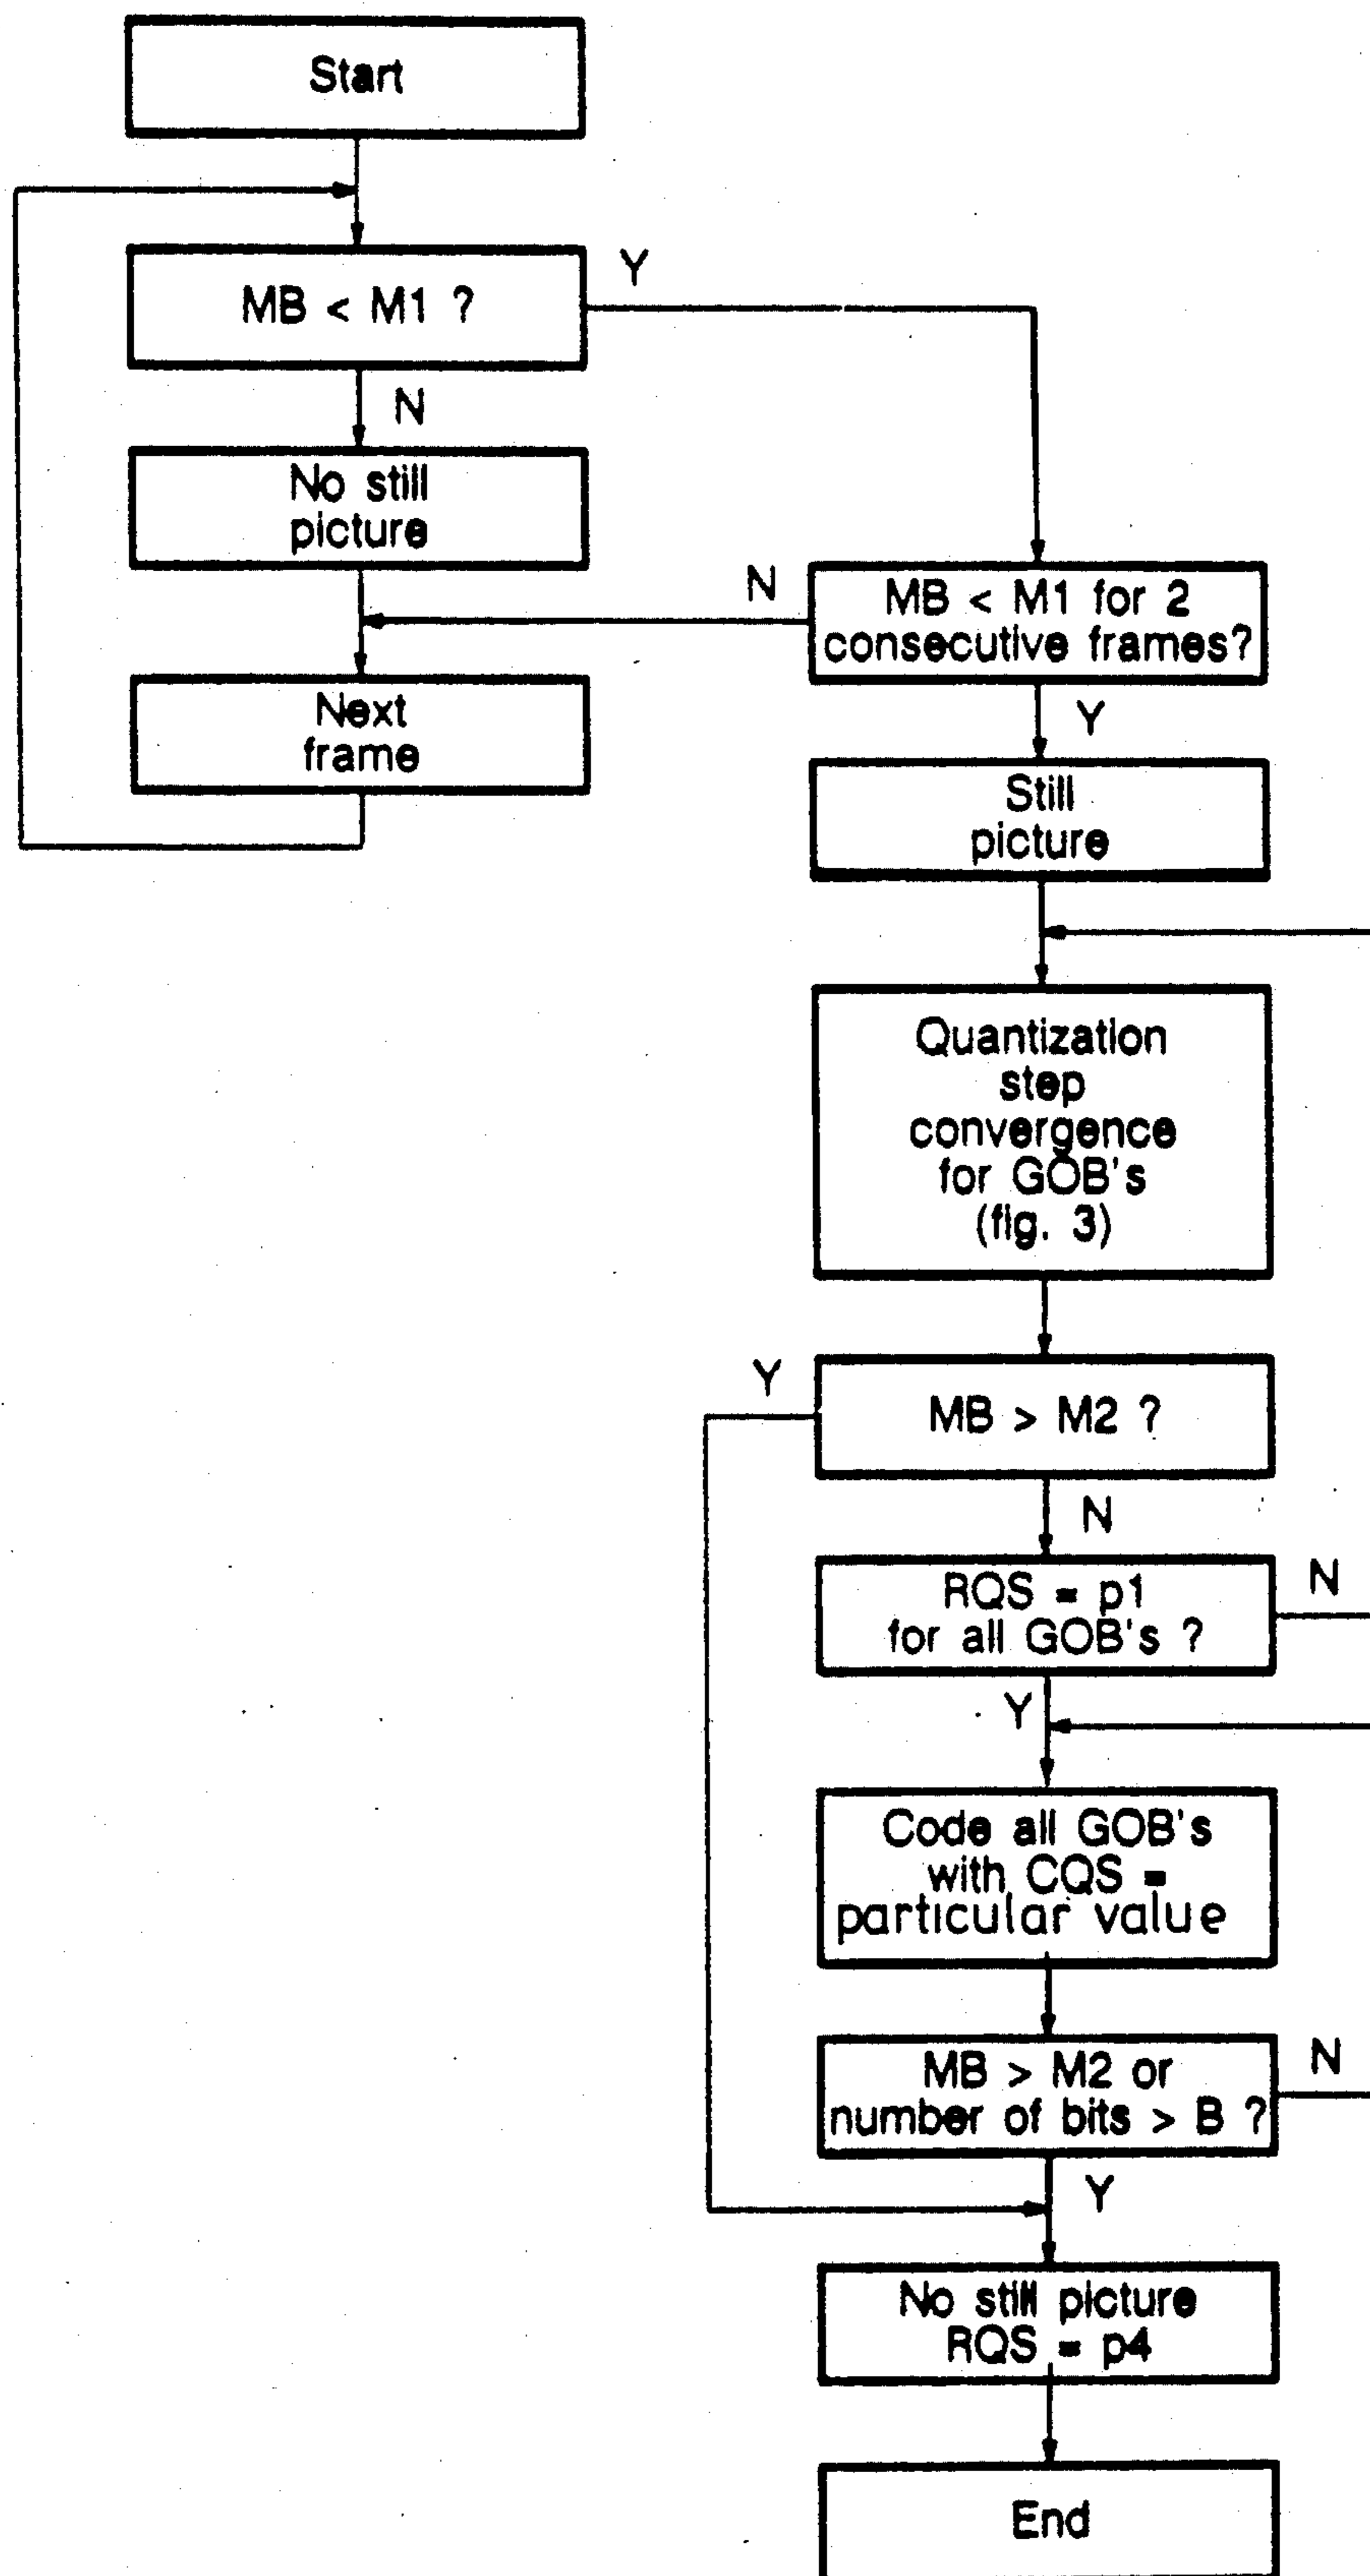 Start
MB < M1 ?
Y
N
No still
picture
N
MB < M1 for 2
consecutive frames?
Next
frame
Y
Still
picture
Quantization
step
convergence
for GOB's
(fig. 3)
Y
MB > M2 ?
N
RQS = p1
for all GOB's ?
N
Y
Code all GOB's
with CQS =
particular value
MB > M2 or
number of bits > B ?
N
Y
No still picture
RQS = p4
End